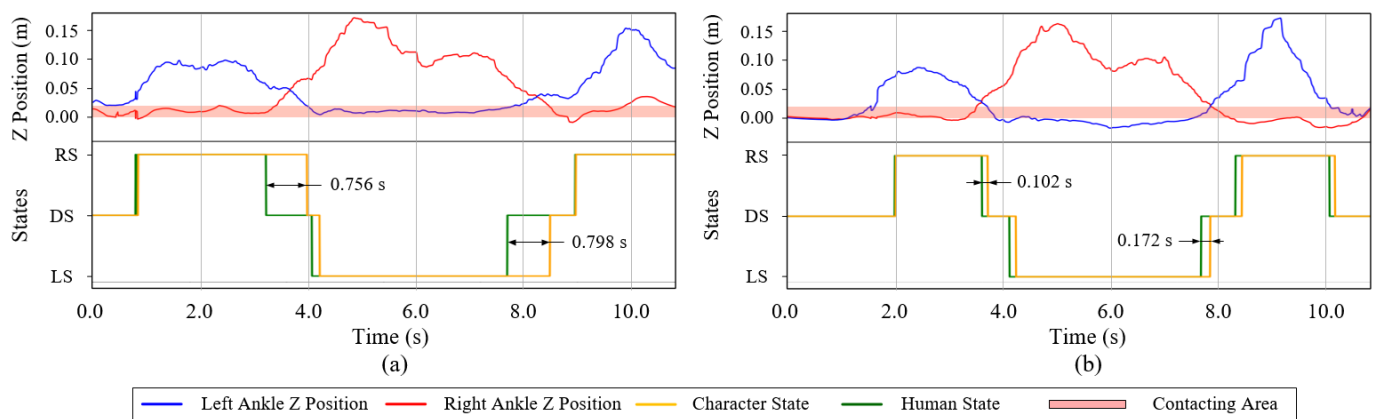 Z Position (m)
0.15
0.10
0.05
0.00
States
RS
DS
LS
0.756 s
0.798 s
0.0
2.0
4.0
6.0
8.0
10.0
Time (s)
(a)
Z Position (m)
0.15
0.10
0.05
0.00
States
RS
DS
LS
0.102 s
0.172 s
0.0
2.0
4.0
6.0
8.0
10.0
Time (s)
(b)
Left Ankle Z Position
Right Ankle Z Position
Character State
Human State
Contacting Area